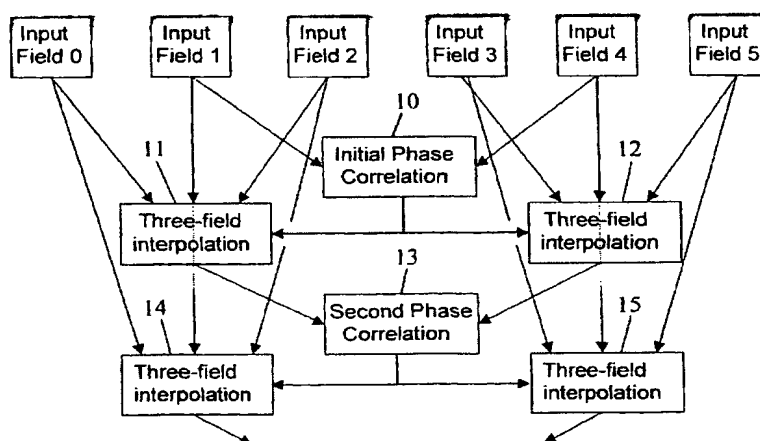 Input
Field 0
Input
Field 1
Input
Field 2
Input
Field 3
Input
Field 4
Input
Field 5
10
Initial Phase
Correlation
11
Three-field
interpolation
12
Three-field
interpolation
13
Second Phase
Correlation
14
Three-field
interpolation
15
Three-field
interpolation